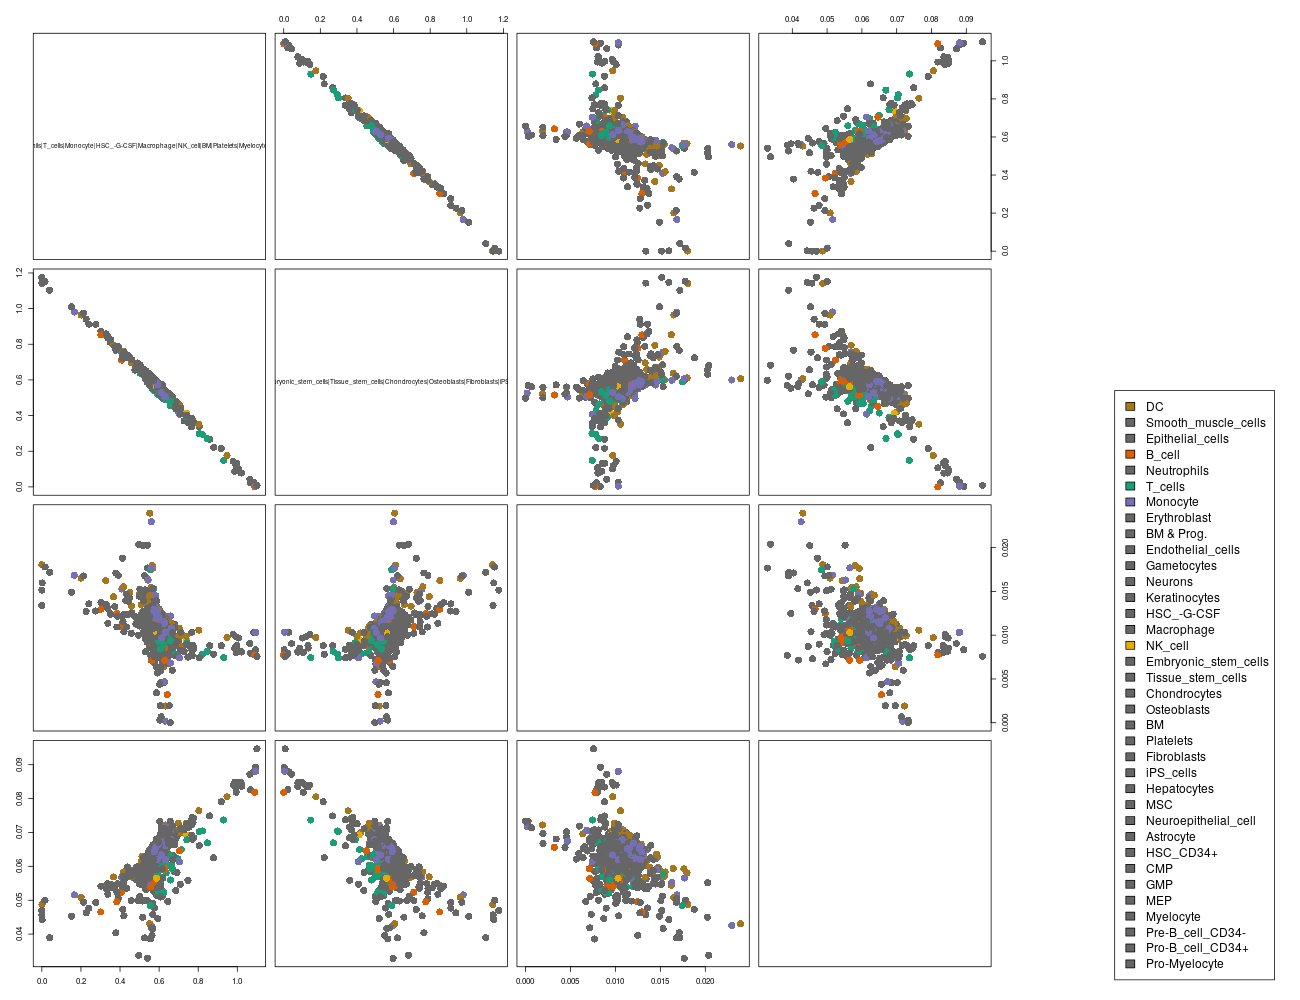 0.0 0.2 0.4 0.6 0.8 1.0 1.2
0.04 0.05 0.06 0.07 0.08 0.09
ils|T_cells|Monocyte|HSC_-G-CSF|Macrophage|NK_cell|BM|Platelets|Myelocyt
1.0
0.8
0.6
0.4
0.2
0.0
1.2
1.0
0.8
0.6
0.4
0.2
0.0
ryonic_stem_cells|Tissue_stem_cells|Chondrocytes|Osteoblasts|Fibroblasts|iPS
0.020
0.015
0.010
0.005
0.000
0.09
0.08
0.07
0.06
0.05
0.04
0.0 0.2 0.4 0.6 0.8 1.0
0.000 0.005 0.010 0.015 0.020
DC
Smooth_muscle_cells
Epithelial_cells
B_cell
Neutrophils
T_cells
Monocyte
Erythroblast
BM & Prog.
Endothelial_cells
Gametocytes
Neurons
Keratinocytes
HSC_-G-CSF
Macrophage
NK_cell
Embryonic_stem_cells
Tissue_stem_cells
Chondrocytes
Osteoblasts
BM
Platelets
Fibroblasts
iPS_cells
Hepatocytes
MSC
Neuroepithelial_cell
Astrocyte
HSC_CD34+
CMP
GMP
MEP
Myelocyte
Pre-B_cell_CD34-
Pro-B_cell_CD34+
Pro-Myelocyte